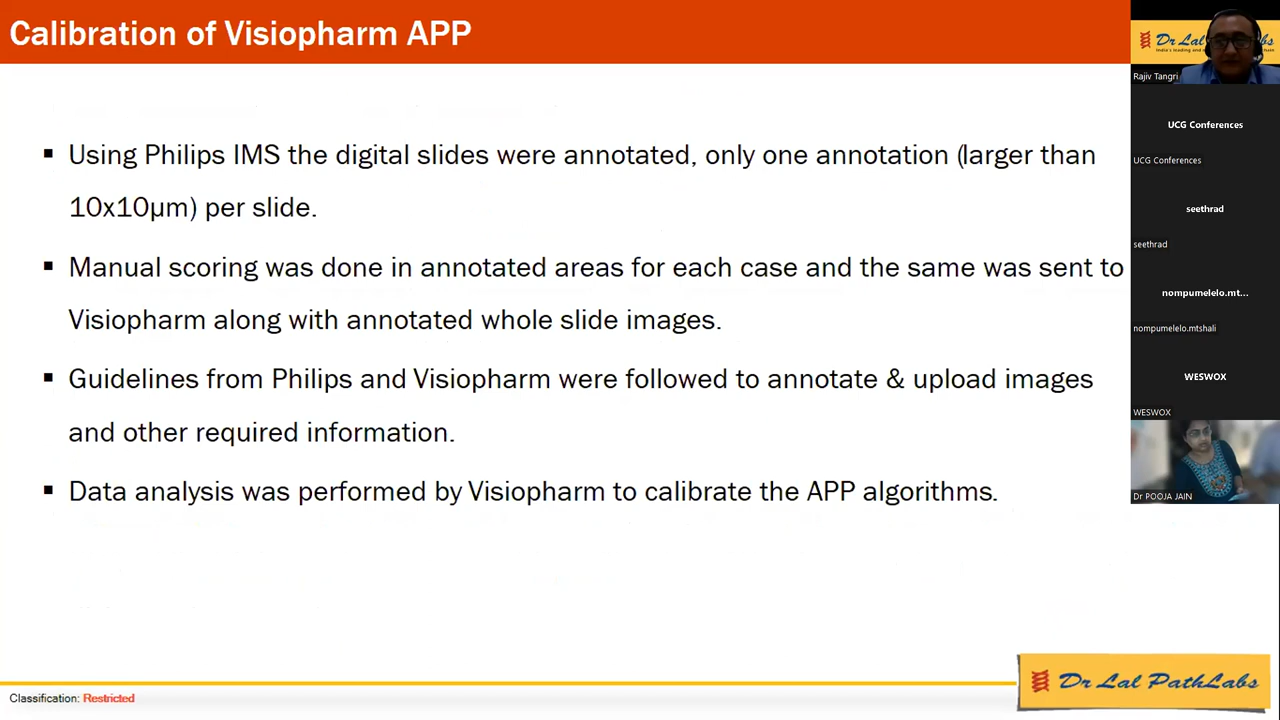 Calibration of Visiopharm APP
▪ Using Philips IMS the digital slides were annotated, only one annotation (larger than
10x10µm) per slide.
▪ Manual scoring was done in annotated areas for each case and the same was sent to
Visiopharm along with annotated whole slide images.
▪ Guidelines from Philips and Visiopharm were followed to annotate & upload images
and other required information.
▪ Data analysis was performed by Visiopharm to calibrate the APP algorithms.
Classification: Restricted
Dr Lal PathLabs
Dr Lal
Rajiv Tangri
UCG Conferences
UCG Conferences
seethrad
seethrad
nompumelelo.mt...
nompumelelo.mtshali
WESWOX
WESWOX
Dr POOJA JAIN